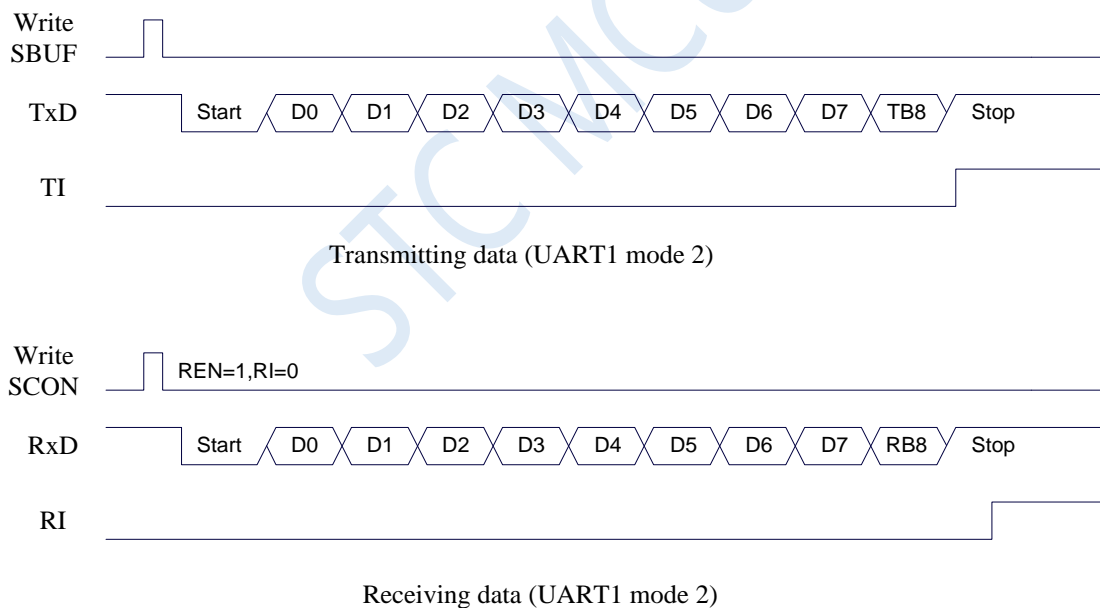 Write
SBUF
TxD Start D0 D1 D2 D3 D4 D5 D6 D7 TB8 Stop
TI
Transmitting data (UART1 mode 2)
Write
SCON
REN=1,RI=0
RxD Start D0 D1 D2 D3 D4 D5 D6 D7 RB8 Stop
RI
Receiving data (UART1 mode 2)
STC MC